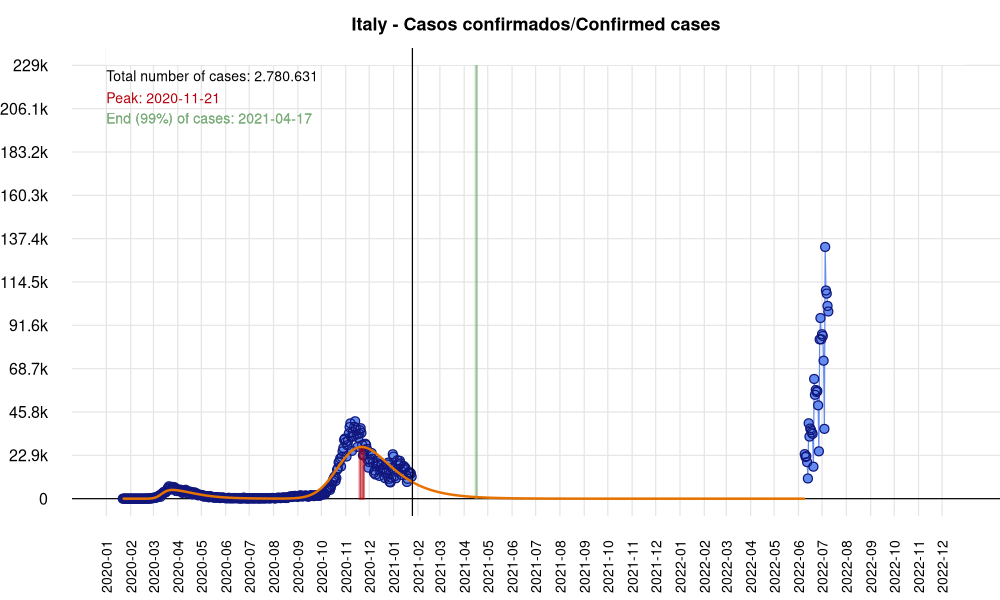 Italy - Casos confirmados/Confirmed cases
229k
Total number of cases: 2.780.631
Peak: 2020-11-21
206.1k
End (99%) of cases: 2021-04-17
183.2k
160.3k
137.4k
114.5k
91.6k
68.7k
45.8k
22.9k
0
2020-01
2020-02
2020-03
2020-04
2020-05
2020-06
2020-07
2020-08
2020-09
2020-10
2020-11
2020-12
2021-01
2021-02
2021-03
2021-04
2021-05
2021-06
2021-07
2021-08
2021-09
2021-10
2021-11
2021-12
2022-01
2022-02
2022-03
2022-04
2022-05
2022-06
2022-07
2022-08
2022-09
2022-10
2022-11
2022-12